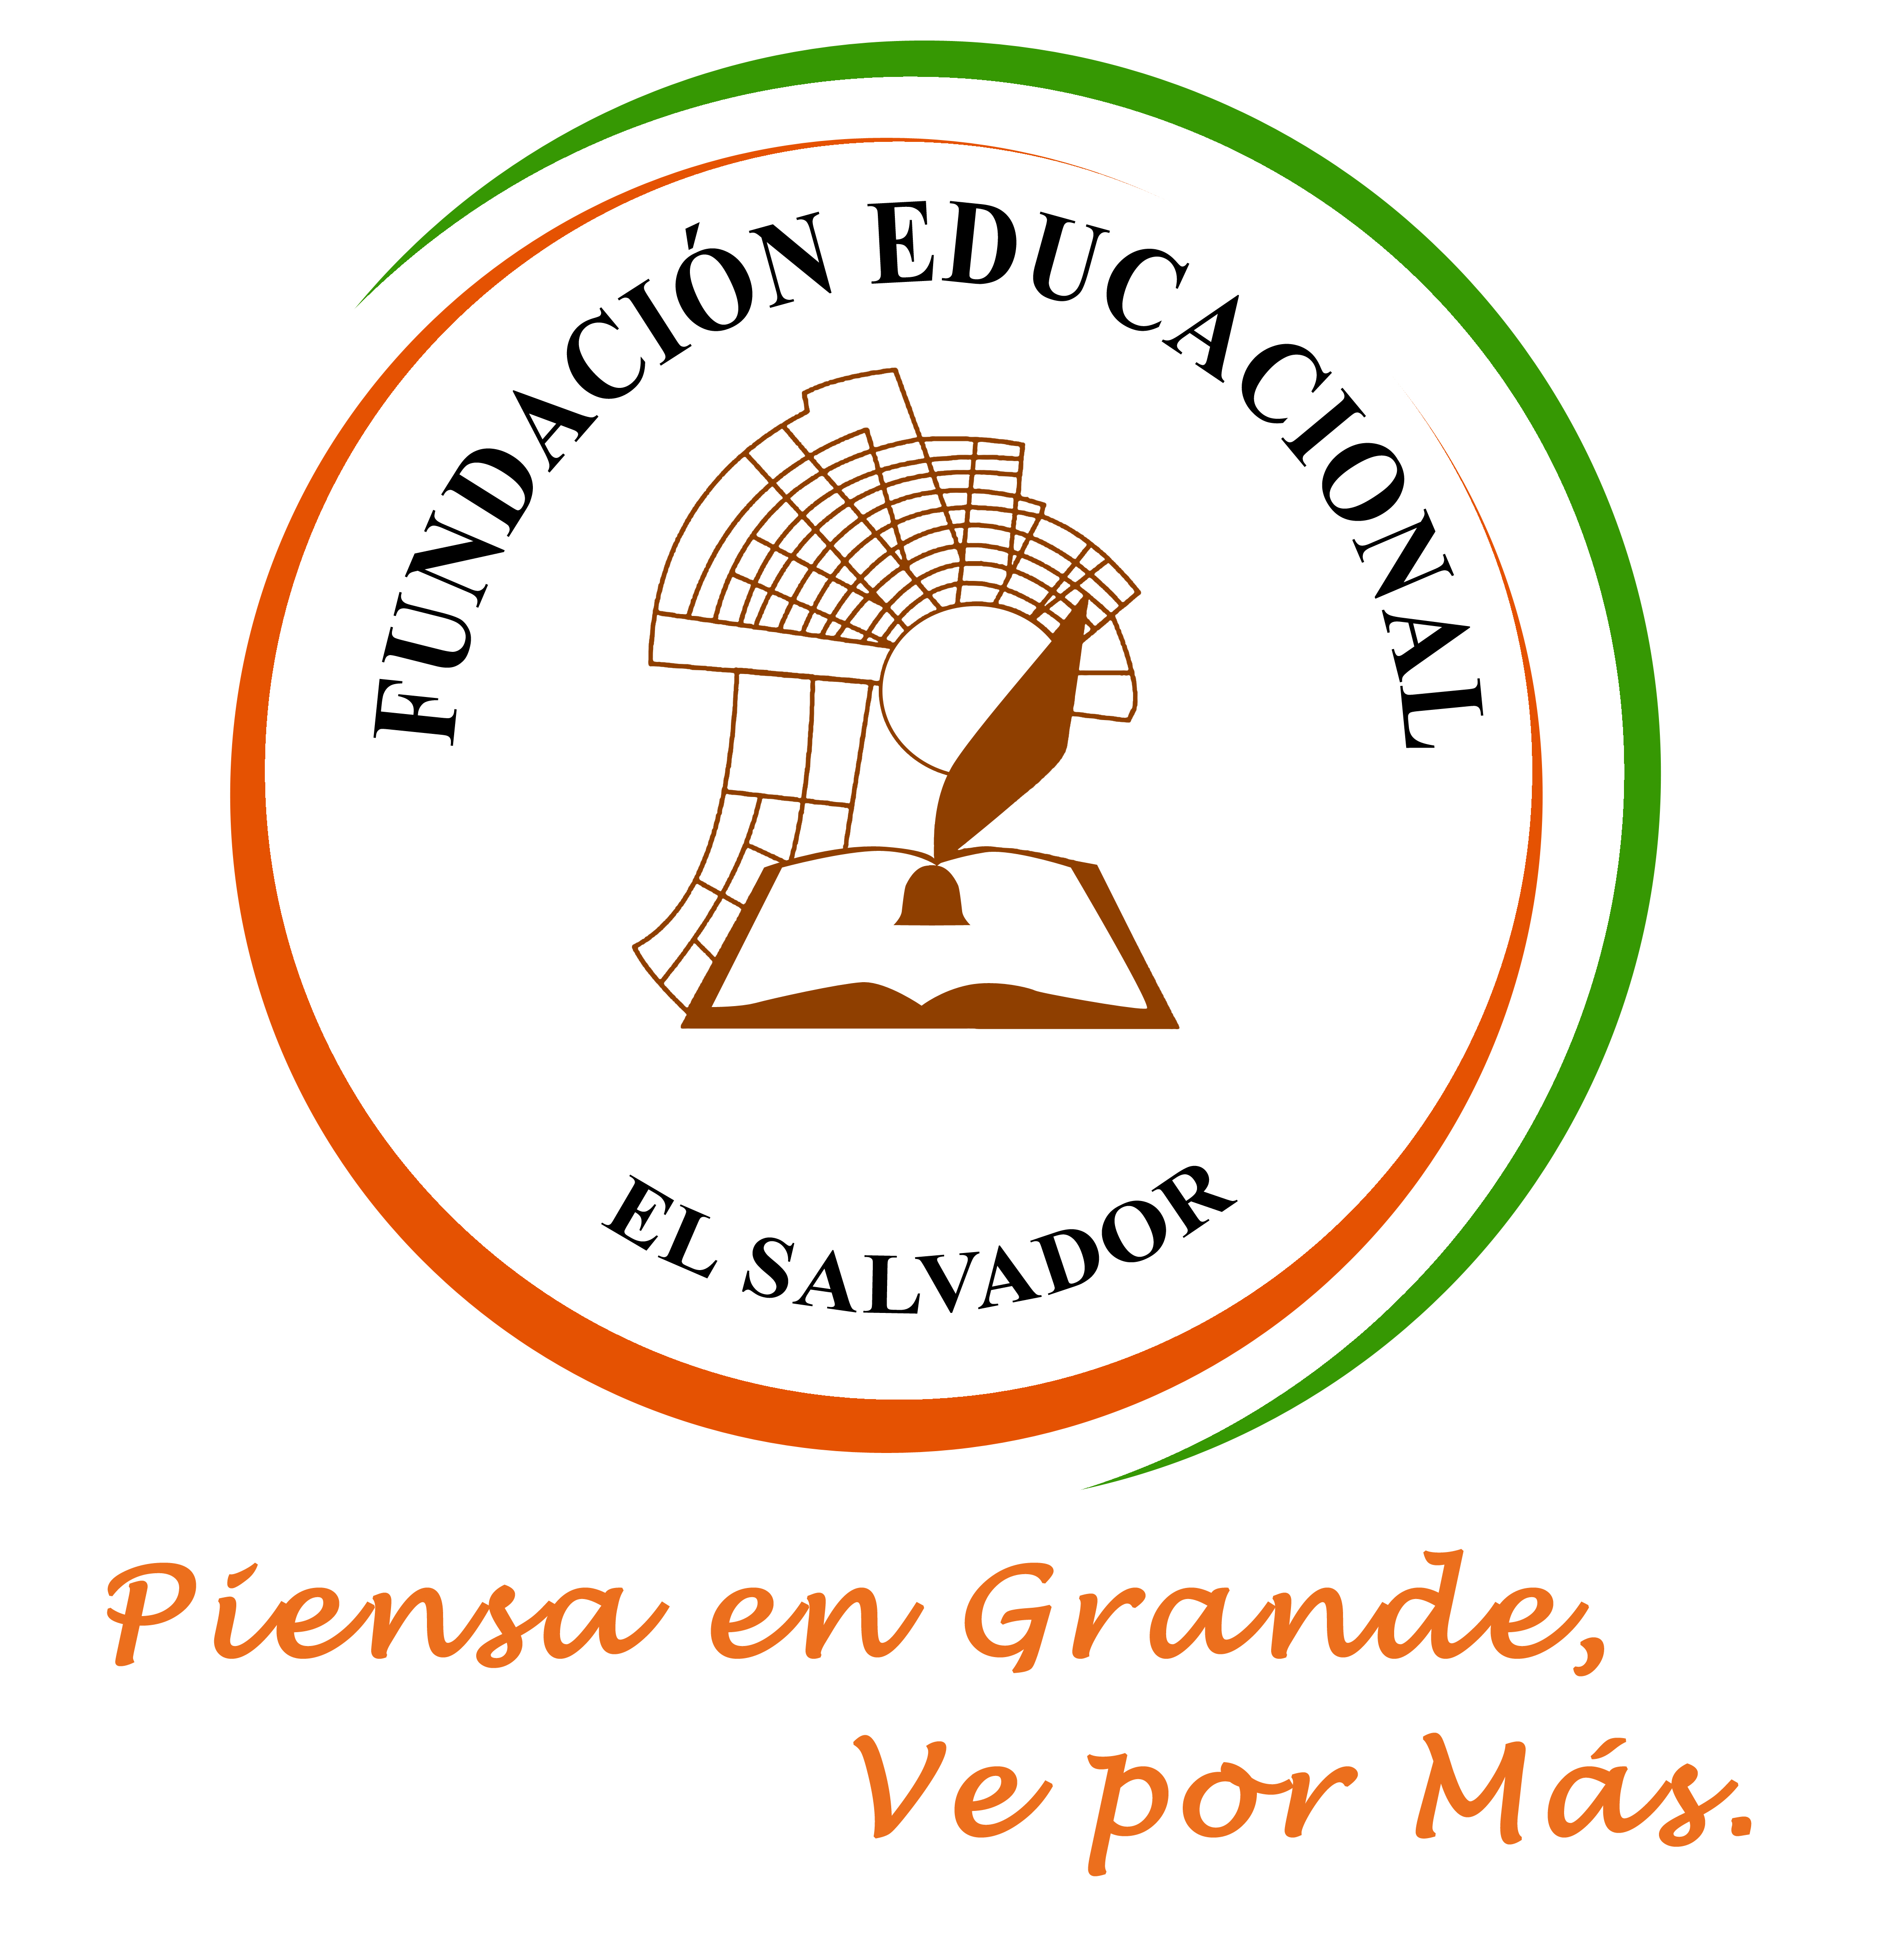 FUNDACIÓN EDUCACIONAL
EL SALVADOR
Piensa en Grande,
Ve por Más.